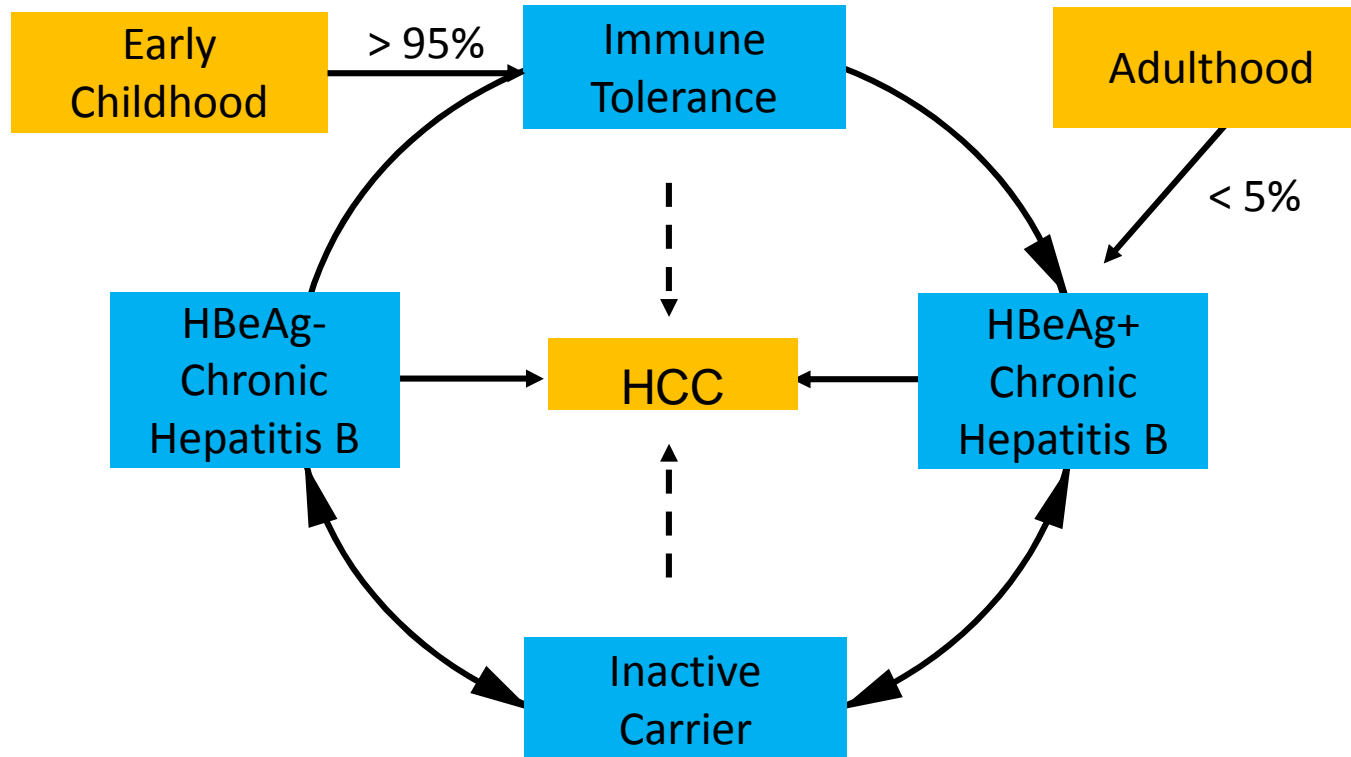 Early
Childhood
> 95%
Immune
Tolerance
Adulthood
< 5%
HBeAg-
Chronic
Hepatitis B
HCC
HBeAg+
Chronic
Hepatitis B
Inactive
Carrier